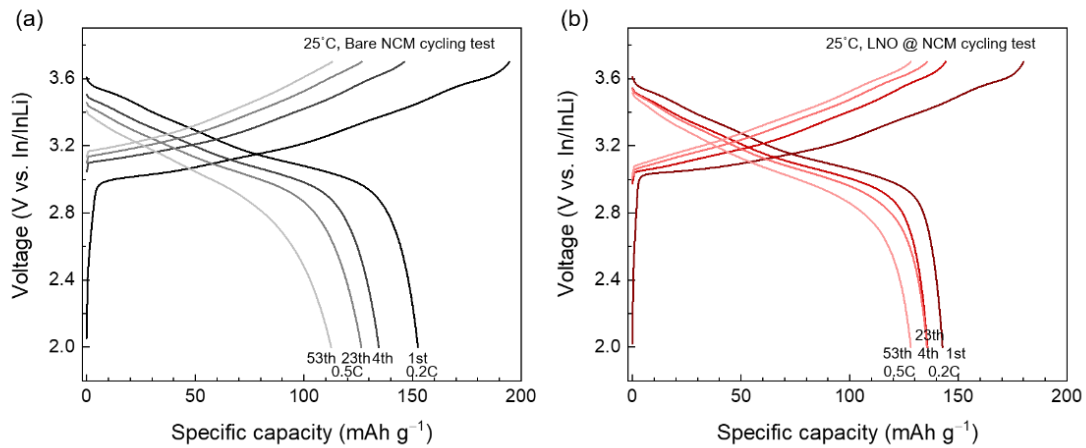 (a)
25°C, Bare NCM cycling test
Voltage (V vs. In/InLi)
3.6
3.2
2.8
2.4
2.0
53th 23th 4th 1st
0.5C 0.2C
0 50 100 150 200
Specific capacity (mAh g⁻¹)
(b)
25°C, LNO @ NCM cycling test
Voltage (V vs. In/InLi)
3.6
3.2
2.8
2.4
2.0
23th
53th 4th 1st
0.5C 0.2C
0 50 100 150 200
Specific capacity (mAh g⁻¹)